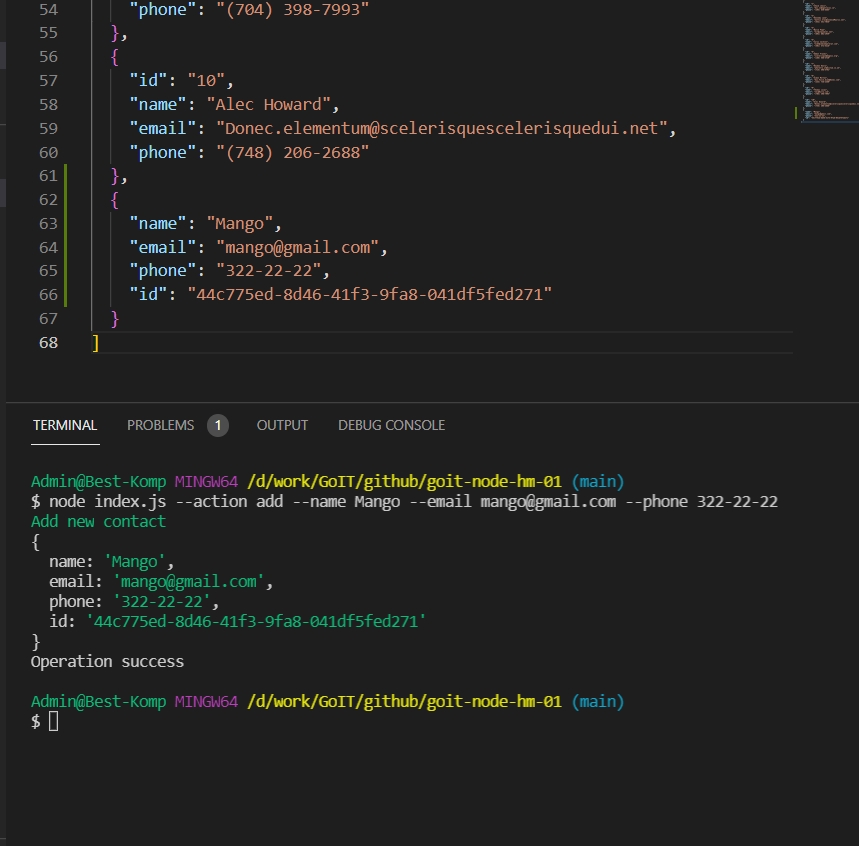 54 "phone": "(704) 398-7993"
55 },
56 {
57 "id": "10",
58 "name": "Alec Howard",
59 "email": "Donec.elementum@scelerisquescelerisquedui.net",
60 "phone": "(748) 206-2688"
61 },
62 {
63 "name": "Mango",
64 "email": "mango@gmail.com",
65 "phone": "322-22-22",
66 "id": "44c775ed-8d46-41f3-9fa8-041df5fed271"
67 }
68 ]
TERMINAL PROBLEMS 1 OUTPUT DEBUG CONSOLE
Admin@Best-Komp MINGW64 /d/work/GoIT/github/goit-node-hm-01 (main)
$ node index.js --action add --name Mango --email mango@gmail.com --phone 322-22-22
Add new contact
{
name: 'Mango',
email: 'mango@gmail.com',
phone: '322-22-22',
id: '44c775ed-8d46-41f3-9fa8-041df5fed271'
}
Operation success
Admin@Best-Komp MINGW64 /d/work/GoIT/github/goit-node-hm-01 (main)
$